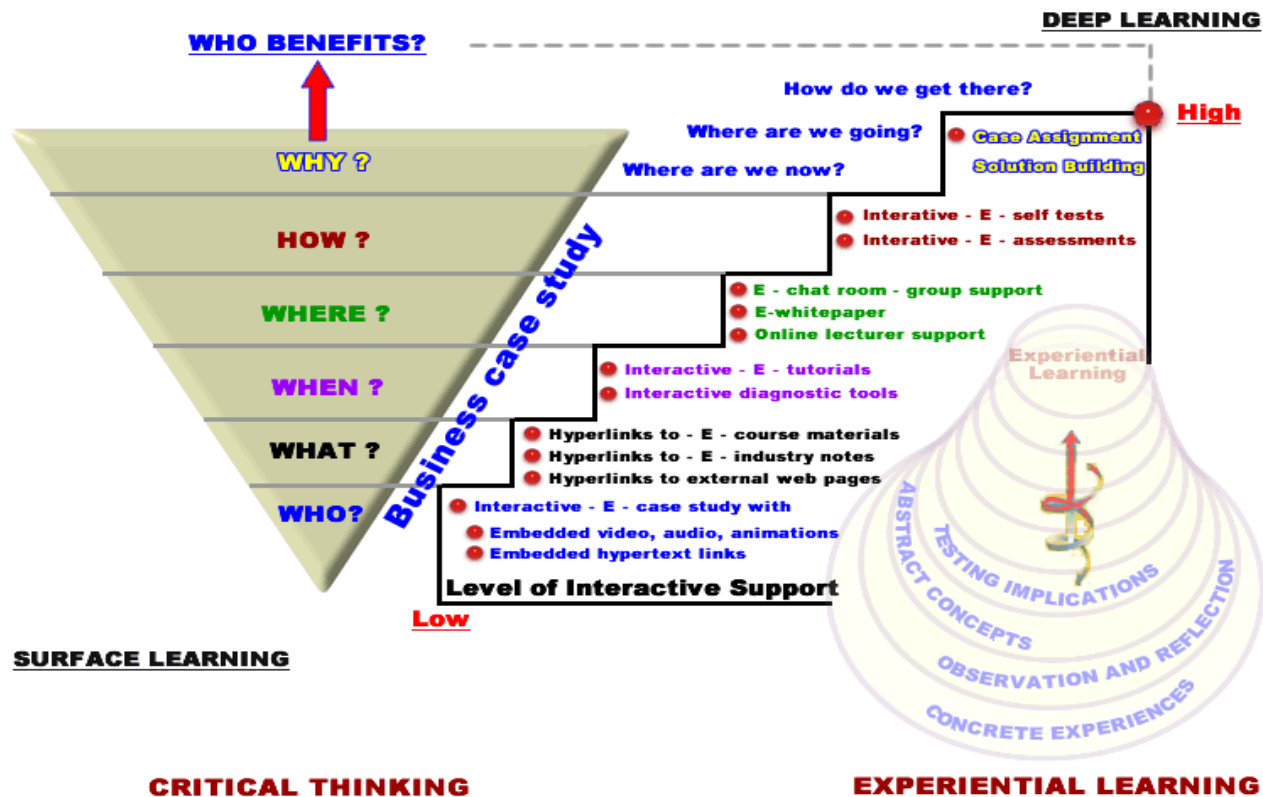 DEEP LEARNING
WHO BENEFITS?
How do we get there?
High
Where are we going?
Case Assignment
Solution Building
WHY ?
Where are we now?
Interative - E - self tests
Interative - E - assessments
HOW ?
Business case study
E - chat room - group support
E-whitepaper
Online lecturer support
WHERE ?
Experiential
Learning
Interactive - E - tutorials
Interactive diagnostic tools
WHEN ?
Hyperlinks to - E - course materials
Hyperlinks to - E - industry notes
Hyperlinks to external web pages
WHAT ?
Interactive - E - case study with
Embedded video, audio, animations
Embedded hypertext links
WHO?
Level of Interactive Support
Low
TESTING IMPLICATIONS
ABSTRACT CONCEPTS
OBSERVATION AND REFLECTION
CONCRETE EXPERIENCES
SURFACE LEARNING
CRITICAL THINKING
EXPERIENTIAL LEARNING